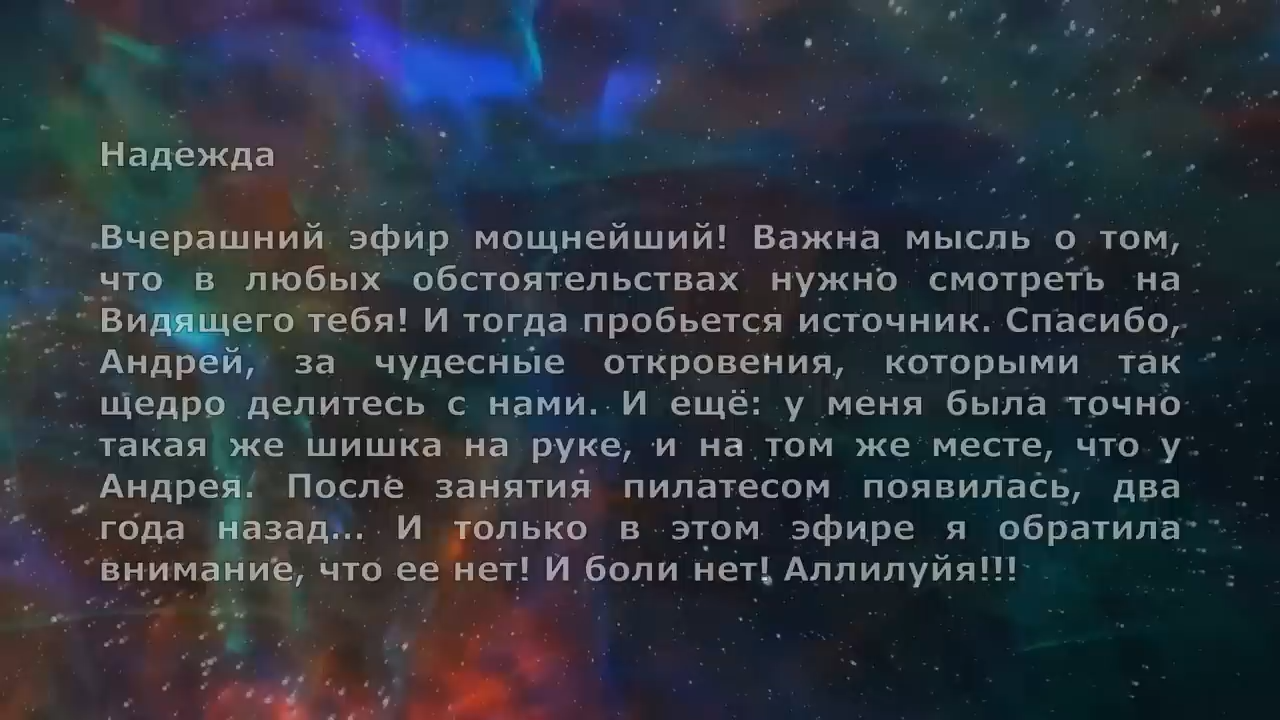 Надежда
Вчерашний эфир мощнейший! Важна мысль о том,
что в любых обстоятельствах нужно смотреть на
Видящего тебя! И тогда пробьется источник. Спасибо,
Андрей, за чудесные откровения, которыми так
щедро делитесь с нами. И ещё: у меня была точно
такая же шишка на руке, и на том же месте, что у
Андрея. После занятия пилатесом появилась, два
года назад... И только в этом эфире я обратила
внимание, что ее нет! И боли нет! Аллилуйя!!!